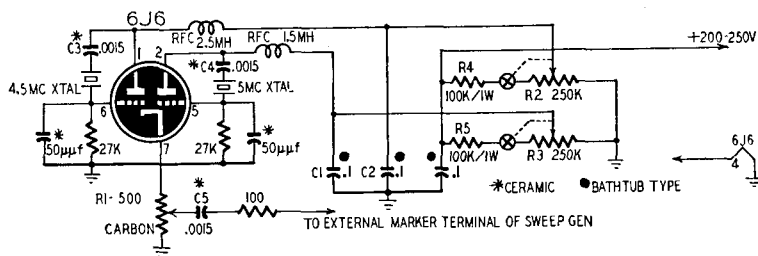 6J6
C3
*
.0015
1
2
RFC 2.5MH
RFC 1.5MH
+200-250V
*
C4
.0015
4.5MC XTAL
5MC XTAL
6
5
R4
100K/1W
R2 250K
*
50µµf
27K
7
27K
*
50µµf
R5
100K/1W
R3 250K
C1
.1
C2
.1
.1
6J6
4
*CERAMIC
●BATHTUB TYPE
R1-500
CARBON
*
C5
.0015
100
TO EXTERNAL MARKER TERMINAL OF SWEEP GEN